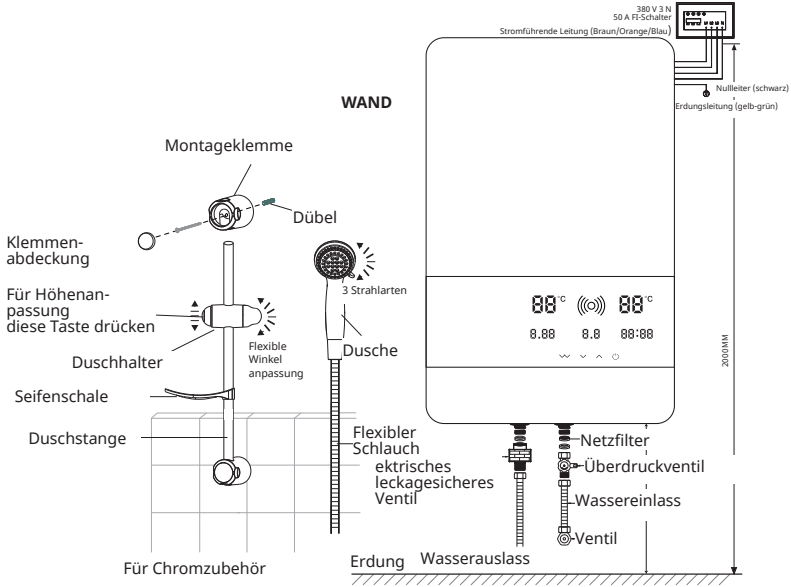 380 V 3 N
50 A FI-Schalter
Stromführende Leitung (Braun/Orange/Blau)
Nullleiter (schwarz)
Erdungsleitung (gelb-grün)
WAND
Montageklemme
Dübel
Klemmen-
abdeckung
3 Strahlarten
Für Höhenan-
passung
diese Taste drücken
Flexible
Winkel
anpassung
Dusche
Duschhalter
Seifenschale
Duschstange
Flexibler
Schlauch
ektrisches
leckagesicheres
Ventil
Für Chromzubehör
88°C
88°C
8.88
8.8
88:88
2000MM
Netzfilter
Überdruckventil
Wassereinlass
Ventil
Wasserauslass
Erdung